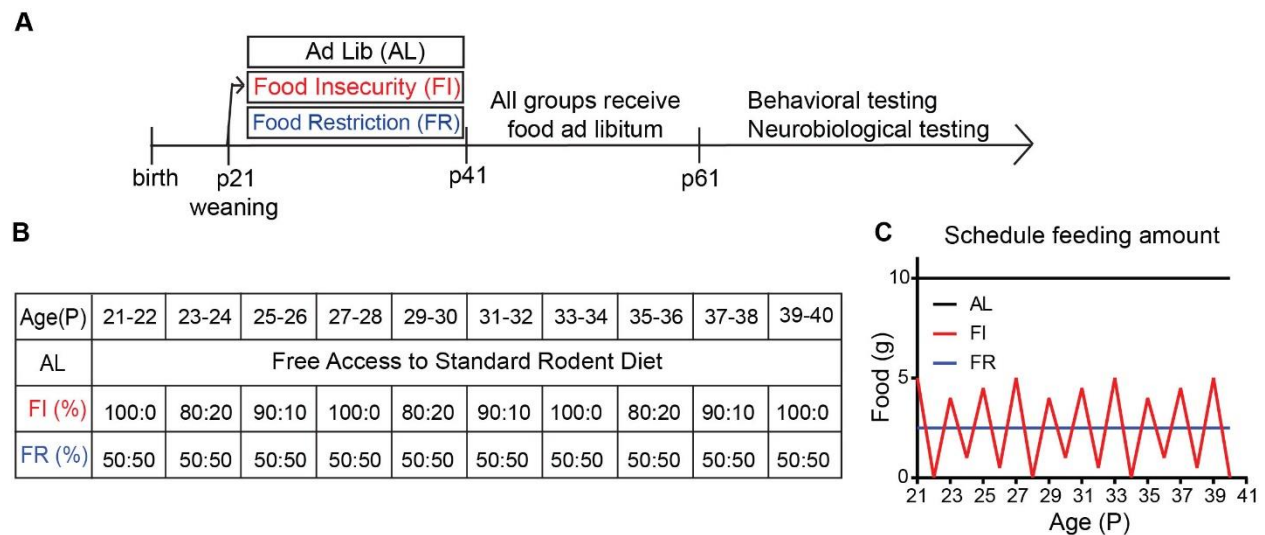 A
Ad Lib (AL)
Food Insecurity (FI)
Food Restriction (FR)
All groups receive
food ad libitum
Behavioral testing
Neurobiological testing
birth
p21
weaning
p41
p61
B
Age(P) 21-22 23-24 25-26 27-28 29-30 31-32 33-34 35-36 37-38 39-40
AL Free Access to Standard Rodent Diet
FI (%) 100:0 80:20 90:10 100:0 80:20 90:10 100:0 80:20 90:10 100:0
FR (%) 50:50 50:50 50:50 50:50 50:50 50:50 50:50 50:50 50:50 50:50
C
Schedule feeding amount
Food (g)
10
5
0
AL
FI
FR
21 23 25 27 29 31 33 35 37 39 41
Age (P)